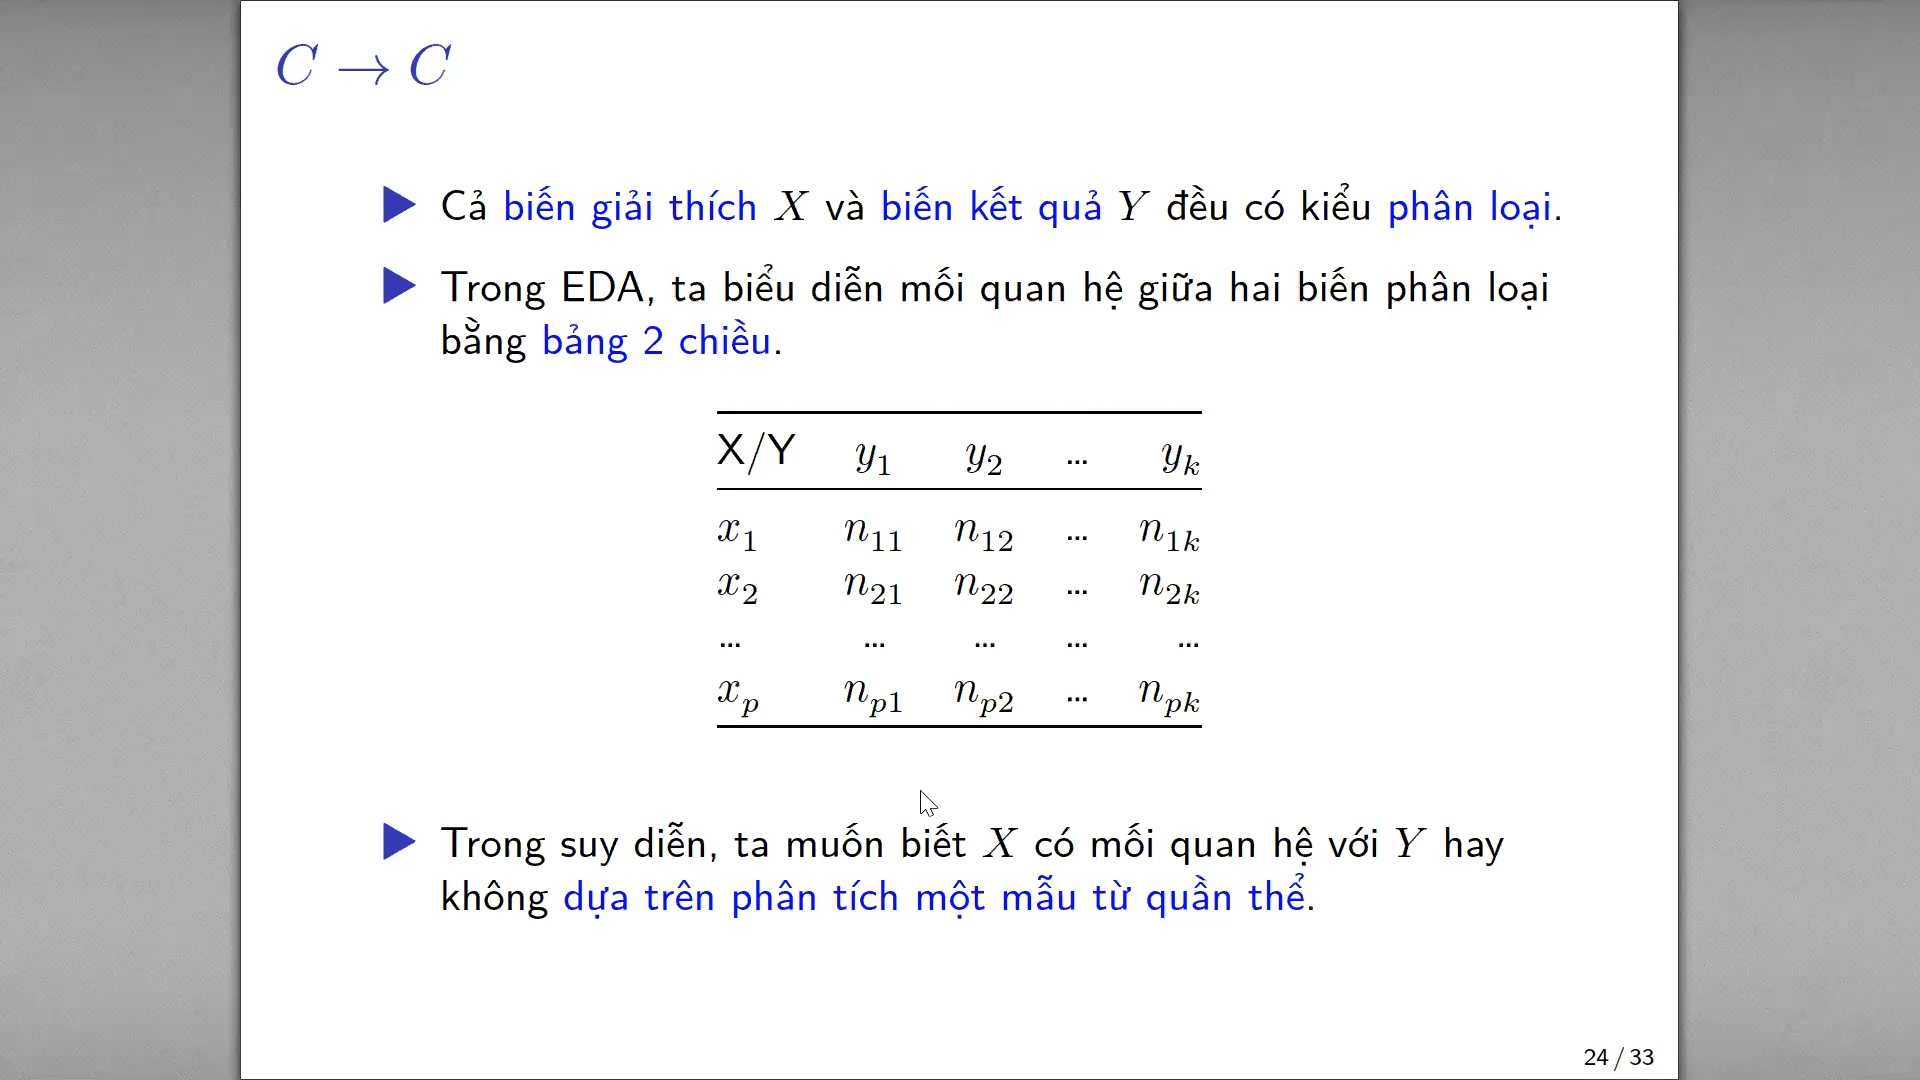 C → C
Cả biến giải thích X và biến kết quả Y đều có kiểu phân loại.
Trong EDA, ta biểu diễn mối quan hệ giữa hai biến phân loại
bằng bảng 2 chiều.
X/Y y₁ y₂ ... yₖ
x₁ n₁₁ n₁₂ ... n₁ₖ
x₂ n₂₁ n₂₂ ... n₂ₖ
... ... ... ... ...
xₚ nₚ₁ nₚ₂ ... nₚₖ
Trong suy diễn, ta muốn biết X có mối quan hệ với Y hay
không dựa trên phân tích một mẫu từ quần thể.
24 / 33